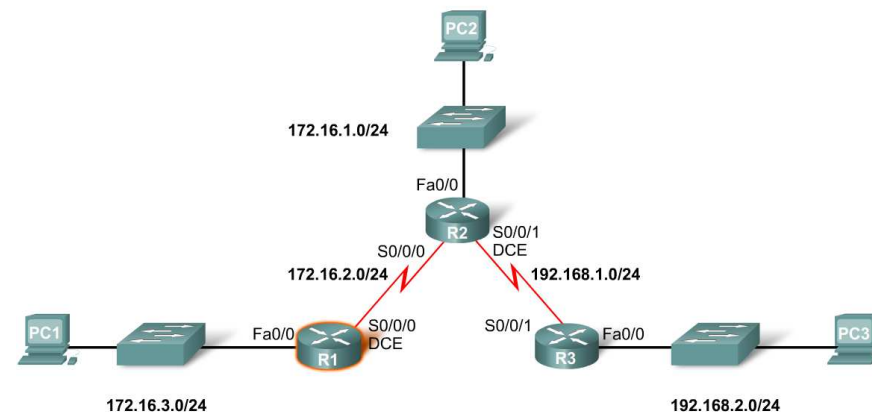 PC2
172.16.1.0/24
Fa0/0
R2
S0/0/1
DCE
S0/0/0
172.16.2.0/24
192.168.1.0/24
PC1
Fa0/0
S0/0/0
DCE
R1
S0/0/1
Fa0/0
R3
PC3
172.16.3.0/24
192.168.2.0/24